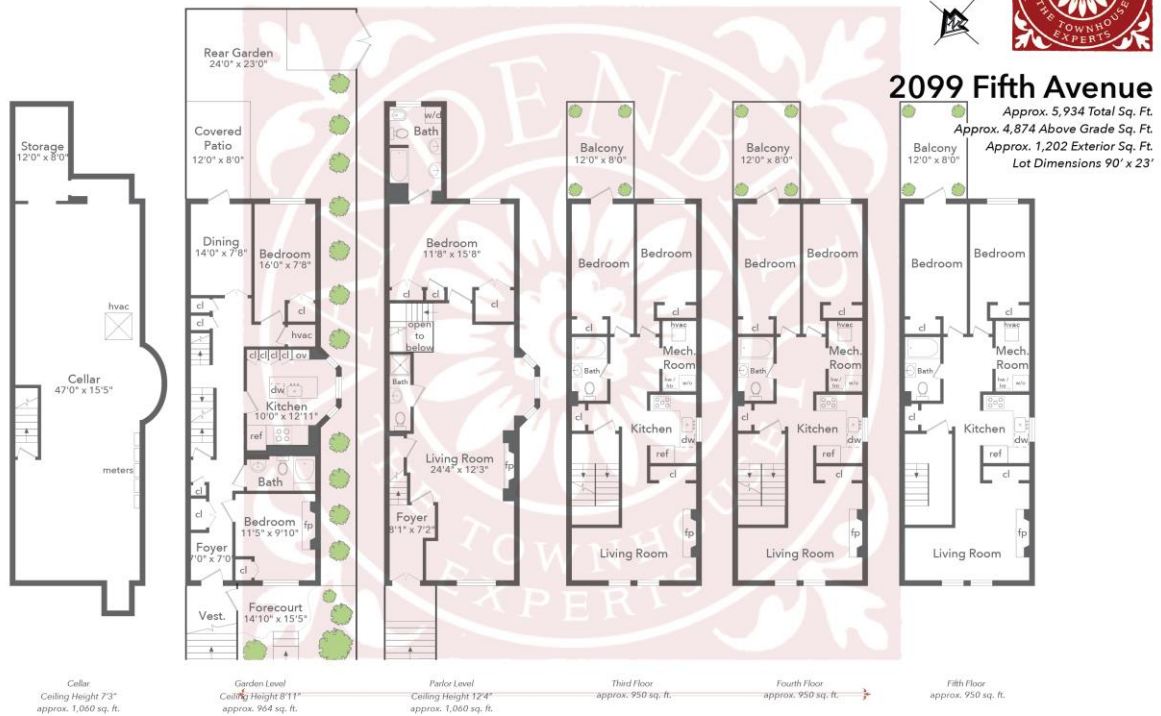 THE TOWNHOUSE
EXPERTS
2099 Fifth Avenue
Approx. 5,934 Total Sq. Ft.
Approx. 4,874 Above Grade Sq. Ft.
Approx. 1,202 Exterior Sq. Ft.
Lot Dimensions 90' x 23'
Storage
12'0" x 8'0"
hvac
Cellar
47'0" x 15'5"
meters
Rear Garden
24'0" x 23'0"
Covered
Patio
12'0" x 8'0"
Dining
14'0" x 7'8"
Bedroom
16'0" x 7'8"
cl
cl
cl
hvac
cl cl cl cl ov
dw
Kitchen
10'0" x 12'11"
ref
Bath
cl
cl
Bedroom
11'5" x 9'10"
fp
Foyer
7'0" x 7'0"
cl
Vest.
Forecourt
14'10" x 15'5"
w/d
Bath
Bedroom
11'8" x 15'8"
cl
cl
cl
open
to
below
Bath
Living Room
24'4" x 12'3"
fp
Foyer
8'1" x 7'2"
Balcony
12'0" x 8'0"
Bedroom
Bedroom
cl
cl
hvac
Mech.
Room
Bath
cl
Kitchen
dw
ref
cl
fp
Living Room
Balcony
12'0" x 8'0"
Bedroom
Bedroom
cl
cl
hvac
Mech.
Room
Bath
cl
Kitchen
dw
ref
cl
fp
Living Room
Balcony
12'0" x 8'0"
Bedroom
Bedroom
cl
cl
hvac
Mech.
Room
Bath
cl
Kitchen
dw
ref
cl
fp
Living Room
THE TOWNHOUSE
EXPERTS
Cellar
Ceiling Height 7'3"
approx. 1,060 sq. ft.
Garden Level
Ceiling Height 8'11"
approx. 964 sq. ft.
Parlor Level
Ceiling Height 12'4"
approx. 1,060 sq. ft.
Third Floor
approx. 950 sq. ft.
Fourth Floor
approx. 950 sq. ft.
Fifth Floor
approx. 950 sq. ft.